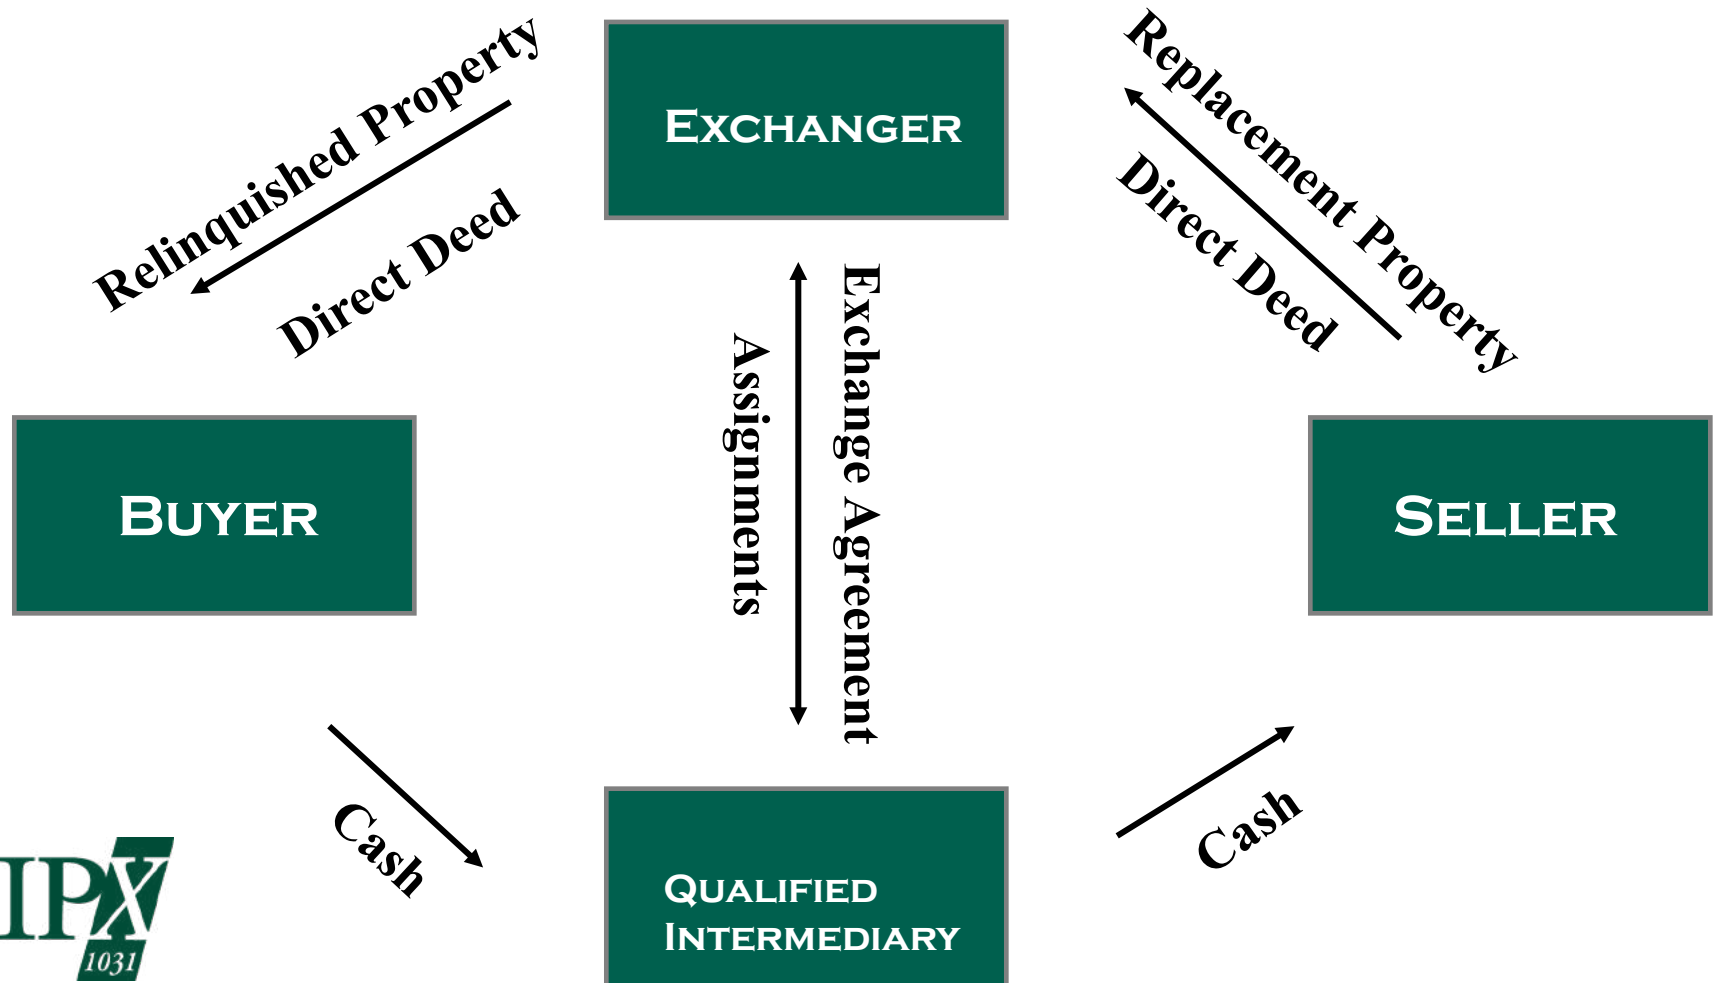 Relinquished Property
Direct Deed
EXCHANGER
Replacement Property
Direct Deed
Assignments
Exchange Agreement
BUYER
SELLER
Cash
Cash
QUALIFIED
INTERMEDIARY
IPX
1031